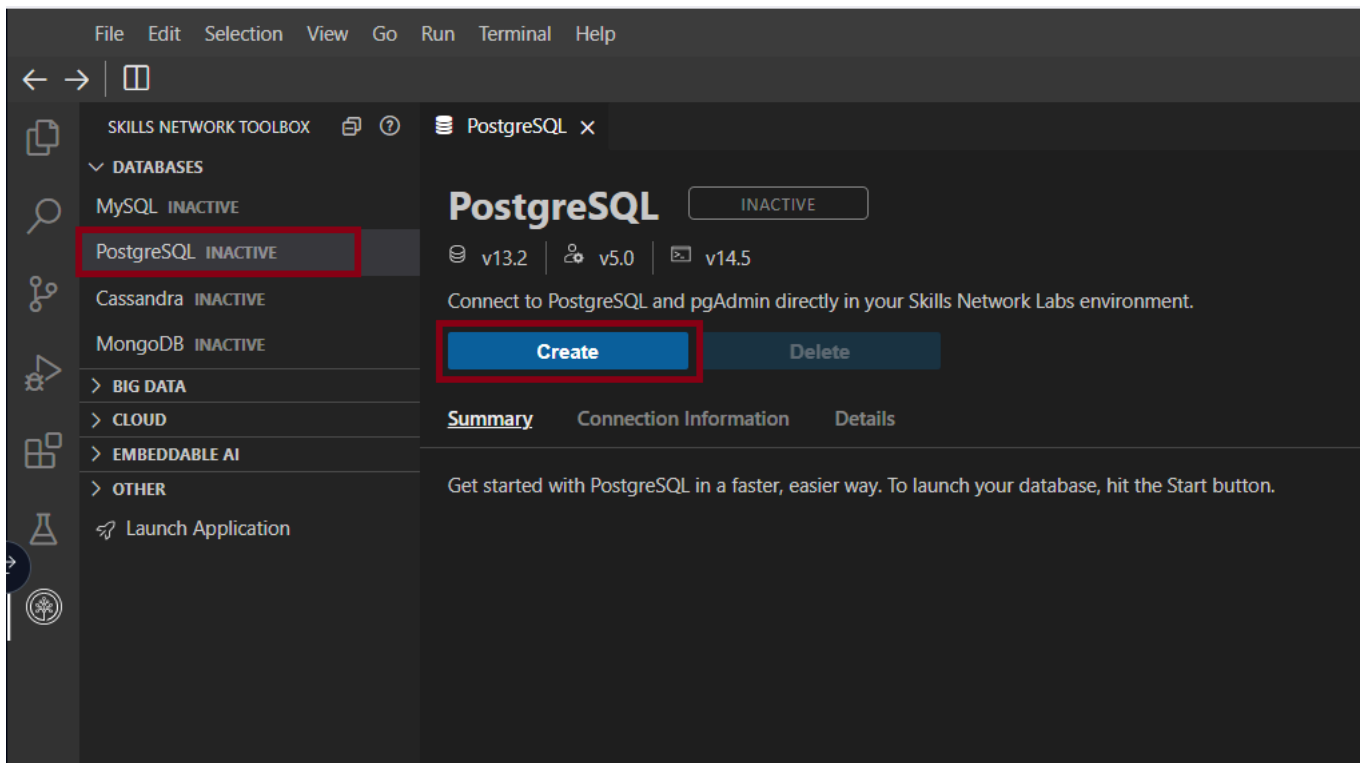 File Edit Selection View Go Run Terminal Help
SKILLS NETWORK TOOLBOX
DATABASES
MySQL INACTIVE
PostgreSQL INACTIVE
Cassandra INACTIVE
MongoDB INACTIVE
BIG DATA
CLOUD
EMBEDDABLE AI
OTHER
Launch Application
PostgreSQL
PostgreSQL INACTIVE
v13.2 v5.0 v14.5
Connect to PostgreSQL and pgAdmin directly in your Skills Network Labs environment.
Create Delete
Summary Connection Information Details
Get started with PostgreSQL in a faster, easier way. To launch your database, hit the Start button.